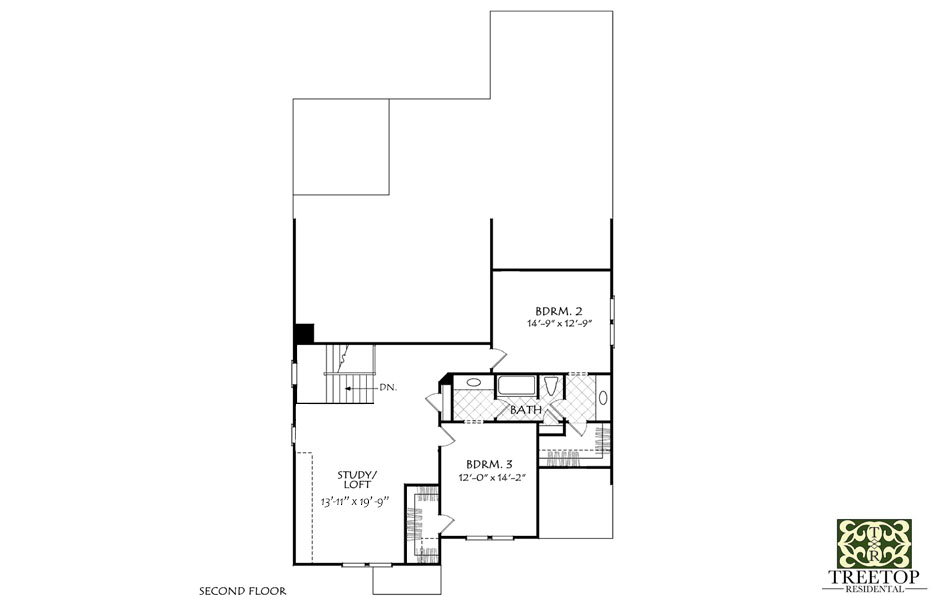 BDRM. 2
14'-9" x 12'-9"
DN.
BATH
BDRM. 3
12'-0" x 14'-2"
STUDY/
LOFT
13'-11" x 19'-9"
SECOND FLOOR
T
&
R
TREETOP
RESIDENTIAL